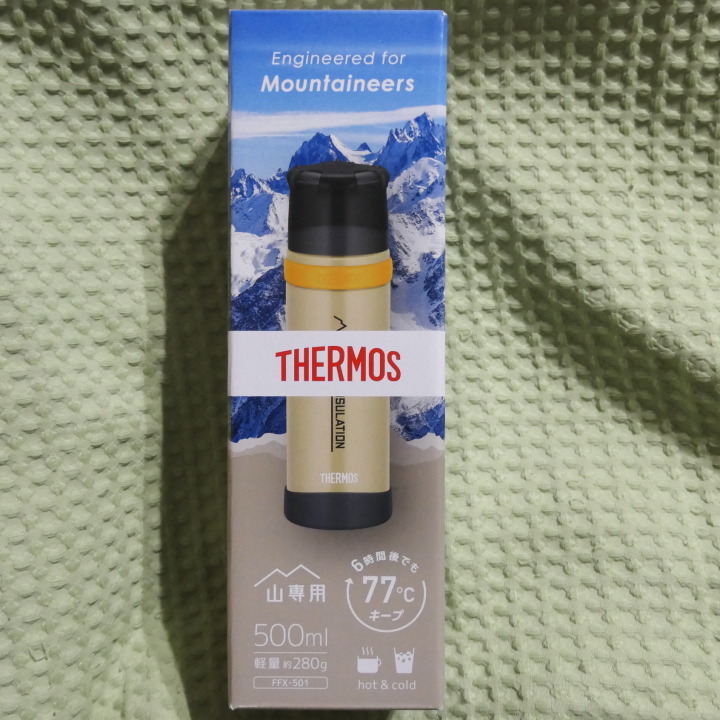 Engineered for
Mountaineers
THERMOS
SULATION
THERMOS
6時間後でも
77℃
キープ
山専用
500ml
軽量 約280g
FFX-501
hot & cold